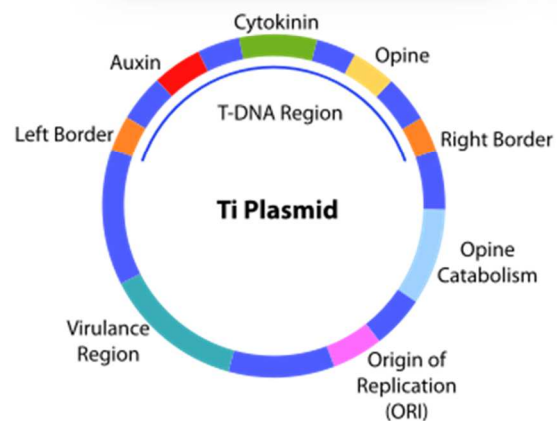 Cytokinin
Auxin
Opine
T-DNA Region
Left Border
Right Border
Ti Plasmid
Opine
Catabolism
Virulance
Region
Origin of
Replication
(ORI)